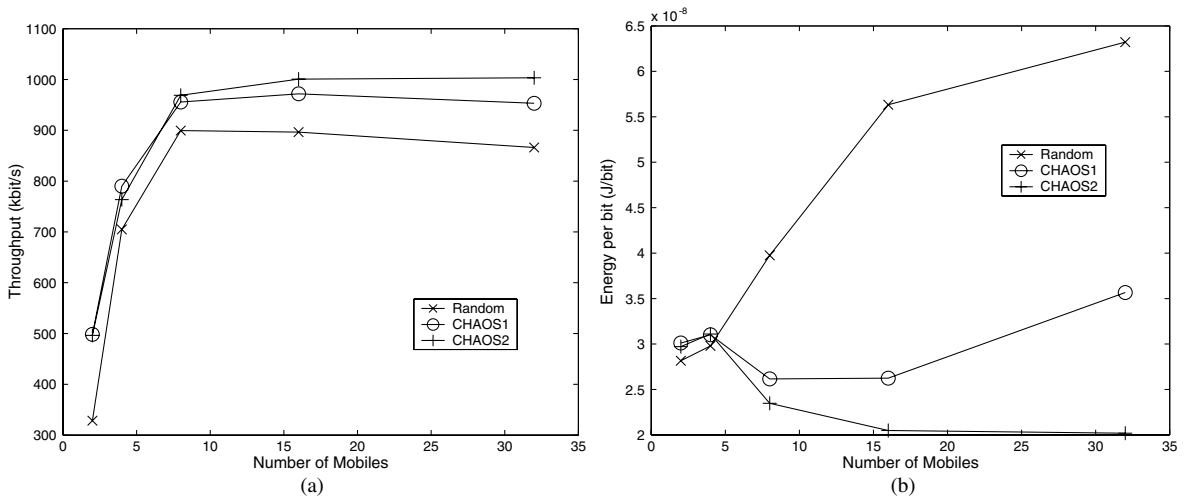 1100
1000
900
800
700
600
500
400
300
0 5 10 15 20 25 30 35
Throughput (kbit/s)
Number of Mobiles
Random
CHAOS1
CHAOS2
(a)
x 10⁻⁸
6.5
6
5.5
5
4.5
4
3.5
3
2.5
2
0 5 10 15 20 25 30 35
Energy per bit (J/bit)
Number of Mobiles
Random
CHAOS1
CHAOS2
(b)